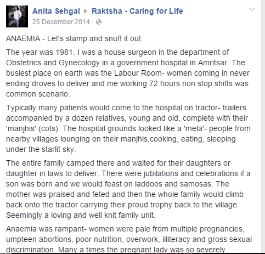 Anita Sehgal ▸ Raktsha - Caring for Life
25 December 2014 ·
ANAEMIA - Let's stamp and snuff it out
The year was 1981. I was a house surgeon in the department of
Obstetrics and Gynecology in a government hospital in Amritsar. The
busiest place on earth was the Labour Room- women coming in never
ending droves to deliver and me working 72 hours non stop shifts was
common scenario.
Typically many patients would come to the hospital on tractor- trailers
accompanied by a dozen relatives, young and old, complete with their
'manjhis' (cots). The hospital grounds looked like a 'mela'- people from
nearby villages lounging on their manjhis,cooking, eating, sleeping
under the starlit sky.
The entire family camped there and waited for their daughters or
daughter in laws to deliver. There were jubilations and celebrations if a
son was born and we would feast on laddoos and samosas. The
mother was praised and feted and then the whole family would climb
back onto the tractor carrying their proud trophy back to the village.
Seemingly a loving and well knit family unit.
Anaemia was rampant- women were pale from multiple pregnancies,
umpteen abortions, poor nutrition, overwork, illiteracy and gross sexual
discrimination. Many a times the pregnant lady was so severely